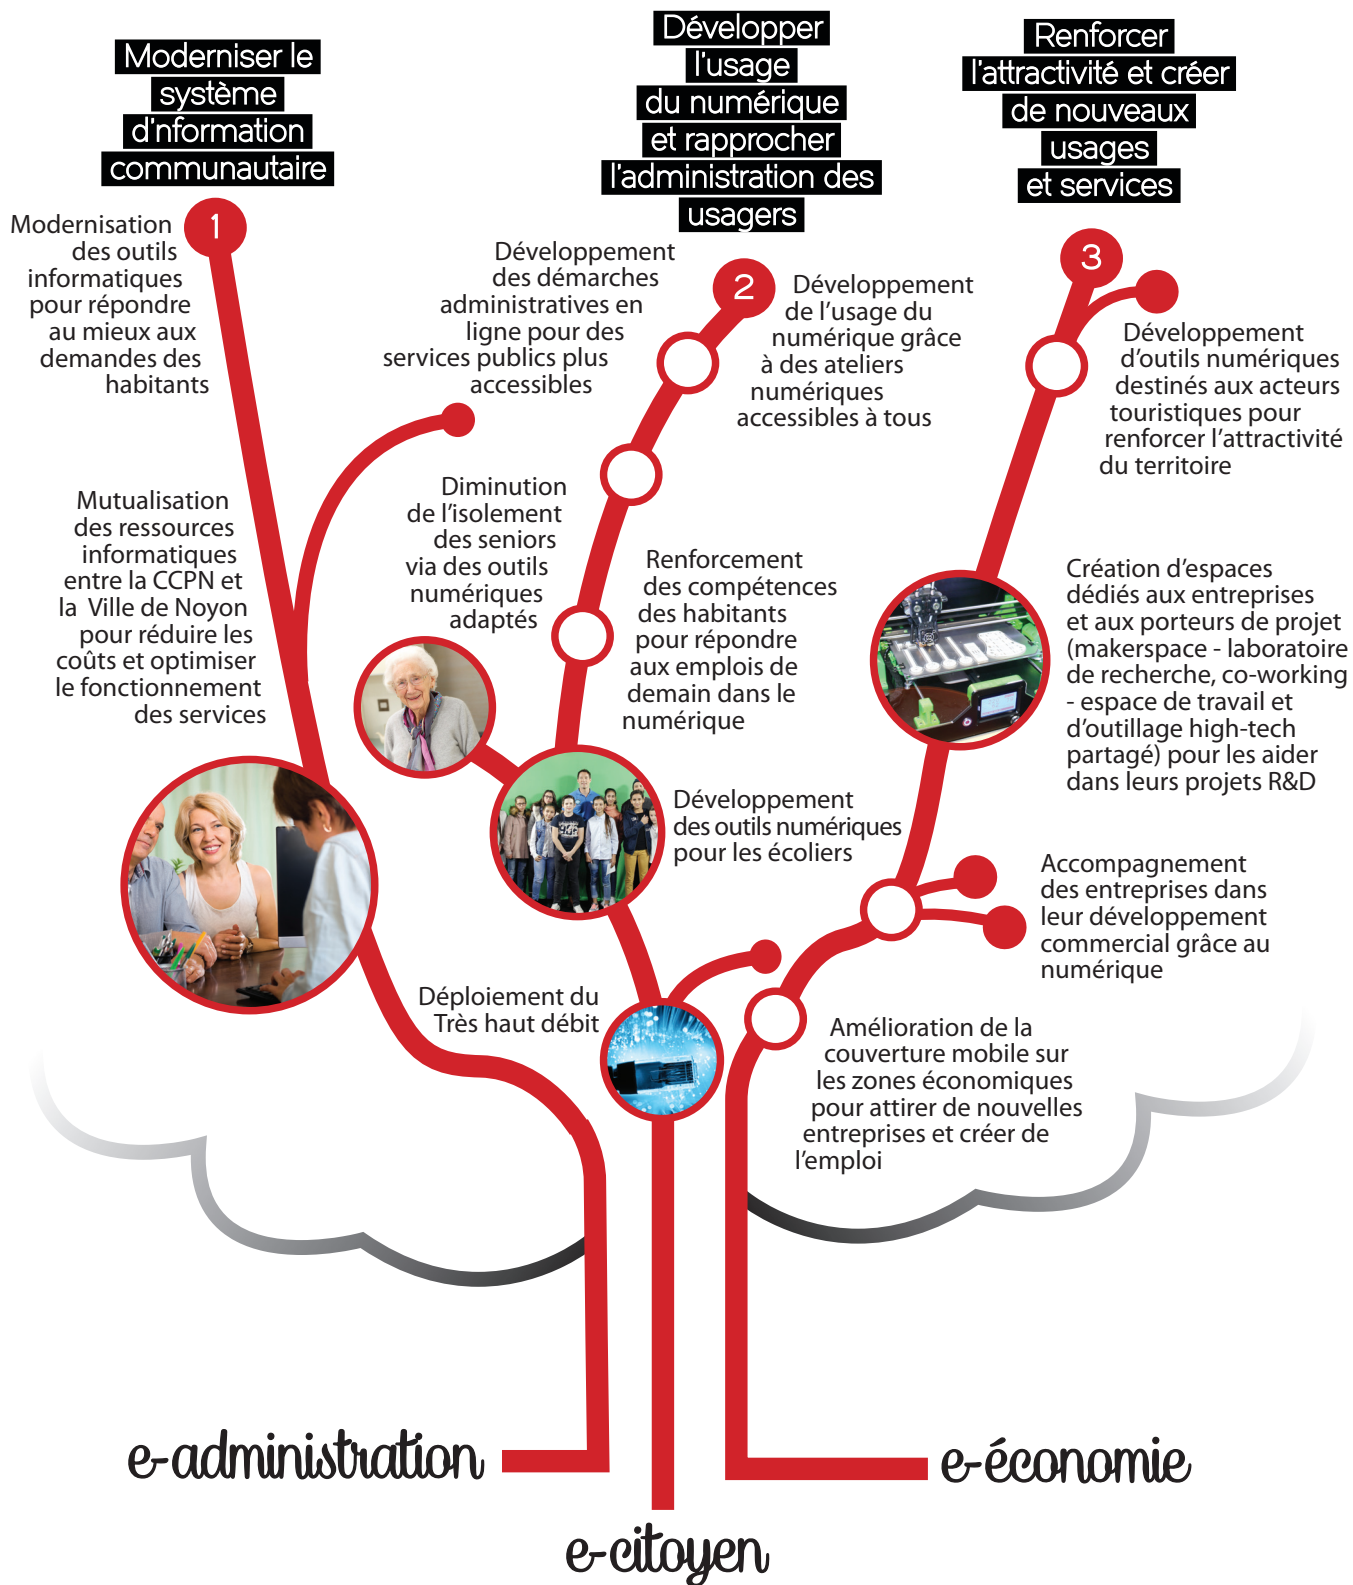 Moderniser le
système
d'nformation
communautaire
1
Modernisation
des outils
informatiques
pour répondre
au mieux aux
demandes des
habitants
Mutualisation
des ressources
informatiques
entre la CCPN et
la Ville de Noyon
pour réduire les
coûts et optimiser
le fonctionnement
des services
Développer
l'usage
du numérique
et rapprocher
l'administration des
usagers
2
Développement
des démarches
administratives en
ligne pour des
services publics plus
accessibles
Développement
de l'usage du
numérique grâce
à des ateliers
numériques
accessibles à tous
Diminution
de l'isolement
des seniors
via des outils
numériques
adaptés
Renforcement
des compétences
des habitants
pour répondre
aux emplois de
demain dans le
numérique
Développement
des outils numériques
pour les écoliers
Déploiement du
Très haut débit
Renforcer
l'attractivité et créer
de nouveaux
usages
et services
3
Développement
d'outils numériques
destinés aux acteurs
touristiques pour
renforcer l'attractivité
du territoire
Création d'espaces
dédiés aux entreprises
et aux porteurs de projet
(makerspace - laboratoire
de recherche, co-working
- espace de travail et
d'outillage high-tech
partagé) pour les aider
dans leurs projets R&D
Accompagnement
des entreprises dans
leur développement
commercial grâce au
numérique
Amélioration de la
couverture mobile sur
les zones économiques
pour attirer de nouvelles
entreprises et créer de
l'emploi
e-administration
e-citoyen
e-économie